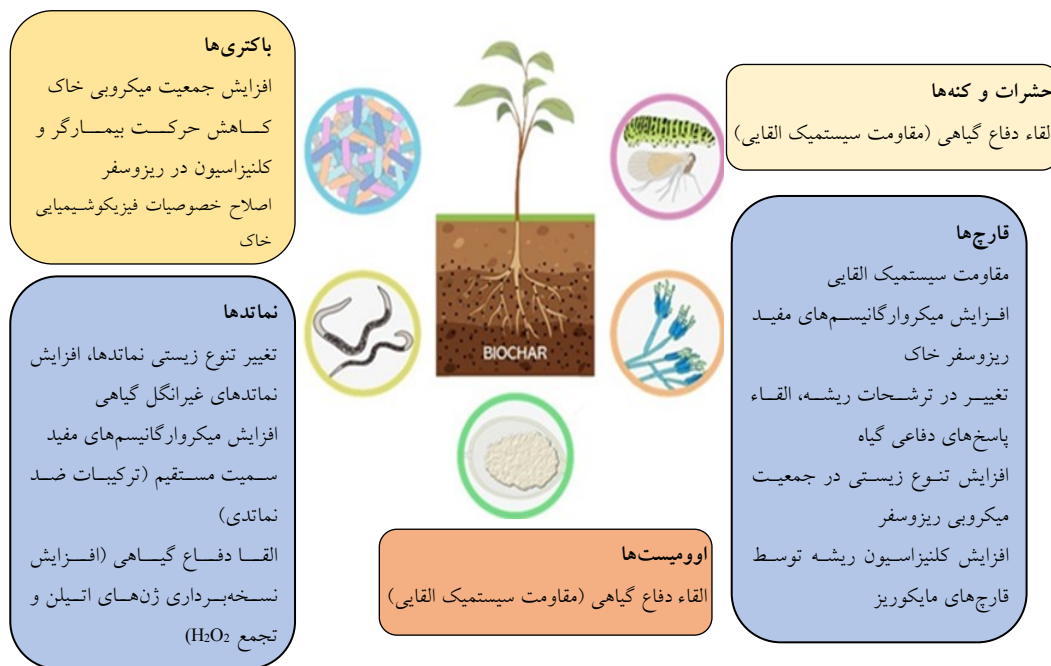 باکتری‌ها
افزایش جمعیت میکروبی خاک
کاهش حرکت بیمارگر و
کلنیزاسیون در ریزوسفر
اصلاح خصوصیات فیزیکوشیمیایی
خاک
حشرات و کنه‌ها
القاء دفاع گیاهی (مقاومت سیستمیک القایی)
قارچ‌ها
مقاومت سیستمیک القایی
افزایش میکروارگانیسم‌های مفید
ریزوسفر خاک
تغییر در ترشحات ریشه، القاء
پاسخ‌های دفاعی گیاه
افزایش تنوع زیستی در جمعیت
میکروبی ریزوسفر
افزایش کلنیزاسیون ریشه توسط
قارچ‌های مایکوریز
نماتدها
تغییر تنوع زیستی نماتدها، افزایش
نماتدهای غیرانگل گیاهی
افزایش میکروارگانیسم‌های مفید
سمیت مستقیم (ترکیبات ضد
نماتدی)
القا دفاع گیاهی (افزایش
نسخه‌برداری ژن‌های اتیلن و
تجمع H₂O₂)
BIOCHAR
اوومیست‌ها
القاء دفاع گیاهی (مقاومت سیستمیک القایی)